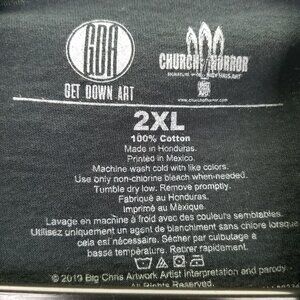 GDA
GET DOWN ART
CHURCH OF HORROR
www.churchofhorror.com
2XL
100% Cotton
Made in Honduras.
Printed in Mexico.
Machine wash cold with like colors.
Use only non-chlorine bleach when-needed.
Tumble dry low. Remove promptly.
Fabriqué au Honduras.
imprimé au Mexique.
Lavage en machine à froid avec des couleurs semblables.
Utilisez uniquement un agent de blanchiment sans chlore lorsque
cela est nécessaire. Sécher par culbutage à
basse température. Retirer rapidement.
© 2019 Big Chris Artwork Artist interpretation and parody